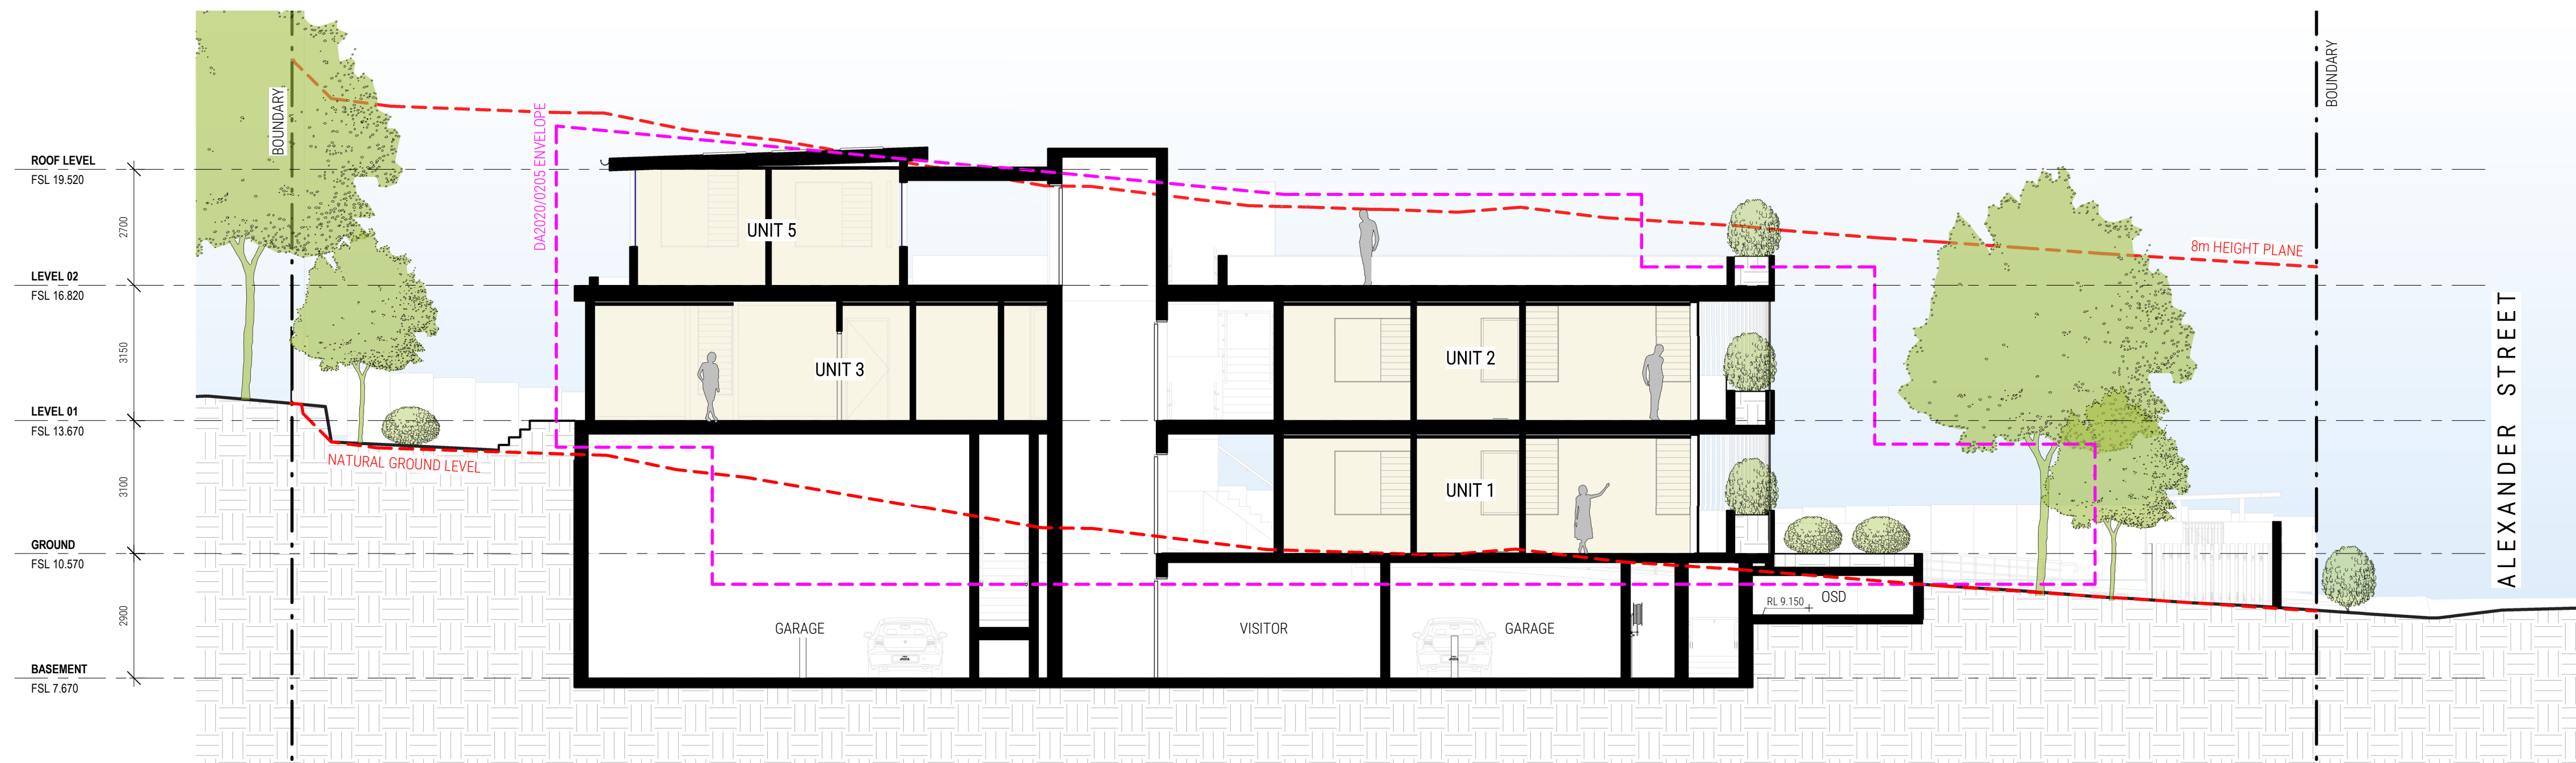 BOUNDARY
BOUNDARY
DA2020/0205 ENVELOPE
ROOF LEVEL
FSL 19.520
2700
UNIT 5
8m HEIGHT PLANE
LEVEL 02
FSL 16.820
3150
UNIT 3
UNIT 2
ALEXANDER STREET
LEVEL 01
FSL 13.670
NATURAL GROUND LEVEL
3100
UNIT 1
GROUND
FSL 10.570
2900
RL 9.150
OSD
GARAGE
VISITOR
GARAGE
BASEMENT
FSL 7.670